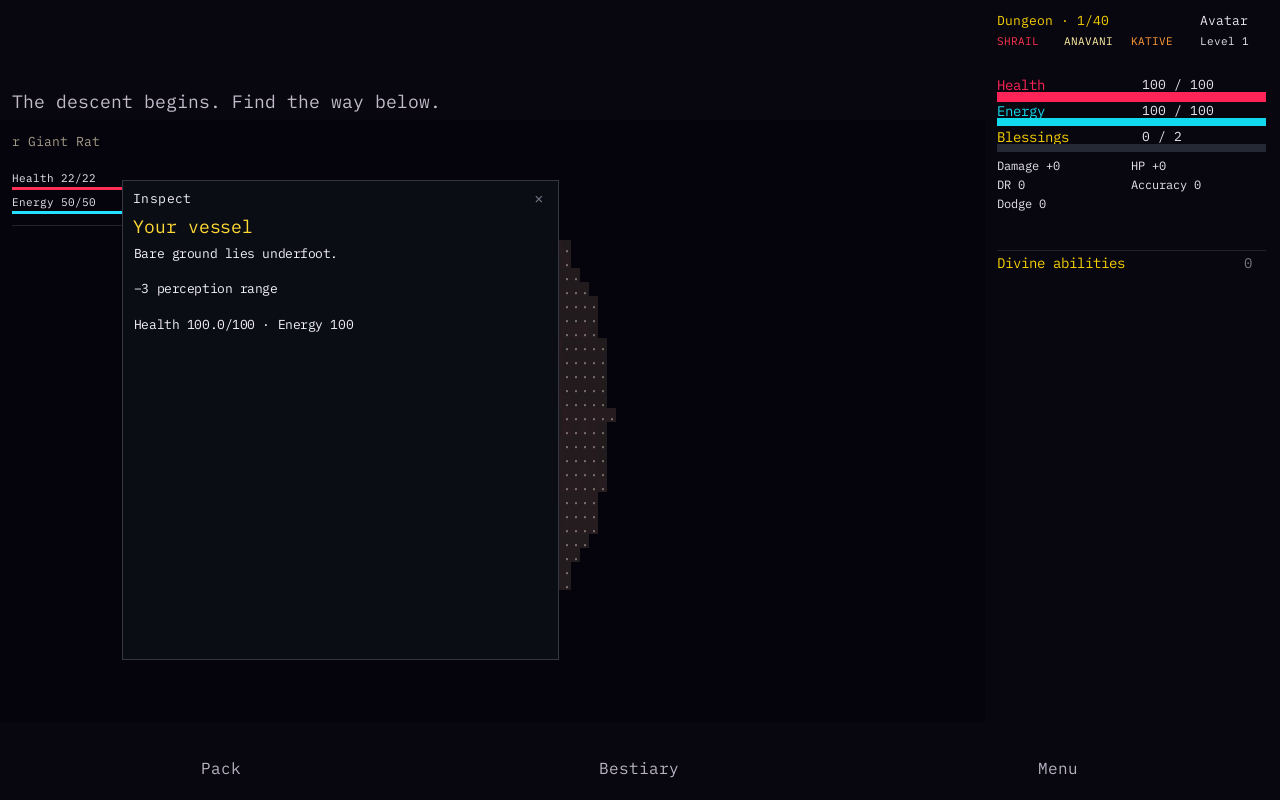 Dungeon · 1/40
Avatar
SHRAIL ANAVANI KATIVE
Level 1
The descent begins. Find the way below.
Health 100 / 100
Energy 100 / 100
Blessings 0 / 2
Damage +0 HP +0
DR 0 Accuracy 0
Dodge 0
Divine abilities 0
r Giant Rat
Health 22/22
Energy 50/50
Inspect ×
Your vessel
Bare ground lies underfoot.
−3 perception range
Health 100.0/100 · Energy 100
Pack
Bestiary
Menu